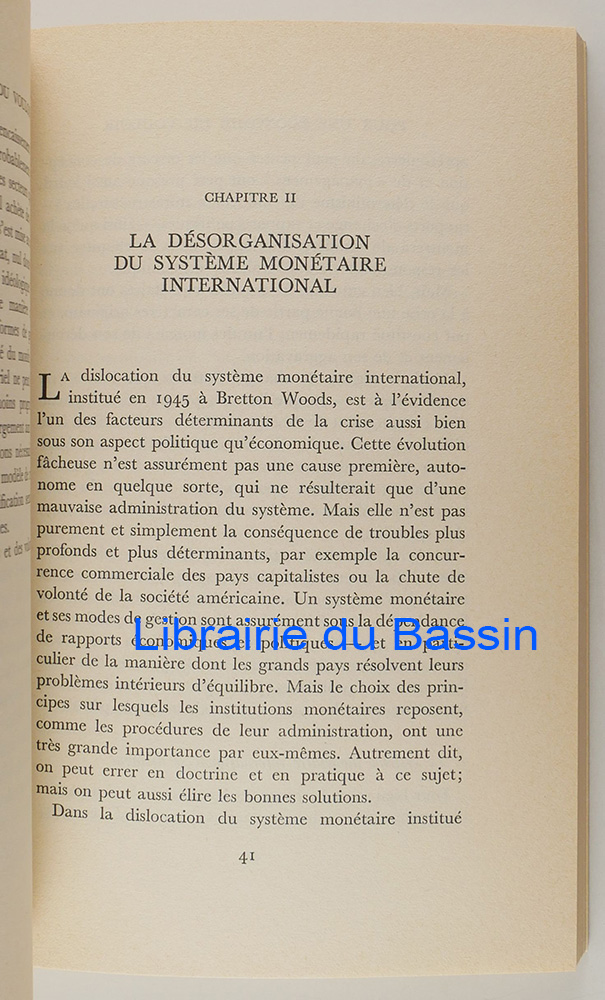 DU VOU
CHAPITRE II
LA DÉSORGANISATION
DU SYSTÈME MONÉTAIRE
INTERNATIONAL
LA dislocation du système monétaire international,
institué en 1945 à Bretton Woods, est à l'évidence
l'un des facteurs déterminants de la crise aussi bien
sous son aspect politique qu'économique. Cette évolution
fâcheuse n'est assurément pas une cause première, auto-
nome en quelque sorte, qui ne résulterait que d'une
mauvaise administration du système. Mais elle n'est pas
purement et simplement la conséquence de troubles plus
profonds et plus déterminants, par exemple la concur-
rence commerciale des pays capitalistes ou la chute de
volonté de la société américaine. Un système monétaire
et ses modes de gestion sont assurément sous la dépendance
de rapports économiques et politiques — et en parti-
culier de la manière dont les grands pays résolvent leurs
problèmes intérieurs d'équilibre. Mais le choix des prin-
cipes sur lesquels les institutions monétaires reposent,
comme les procédures de leur administration, ont une
très grande importance par eux-mêmes. Autrement dit,
on peut errer en doctrine et en pratique à ce sujet;
mais on peut aussi élire les bonnes solutions.
Dans la dislocation du système monétaire institué
41
Librairie du Bassin